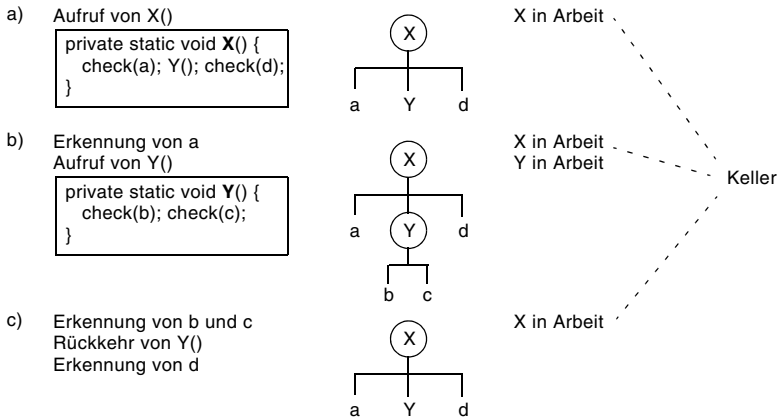 a) Aufruf von X()
private static void X() {
check(a); Y(); check(d);
}
X
a Y d
X in Arbeit
b) Erkennung von a
Aufruf von Y()
private static void Y() {
check(b); check(c);
}
X
a Y d
b c
X in Arbeit
Y in Arbeit
Keller
c) Erkennung von b und c
Rückkehr von Y()
Erkennung von d
X
a Y d
X in Arbeit